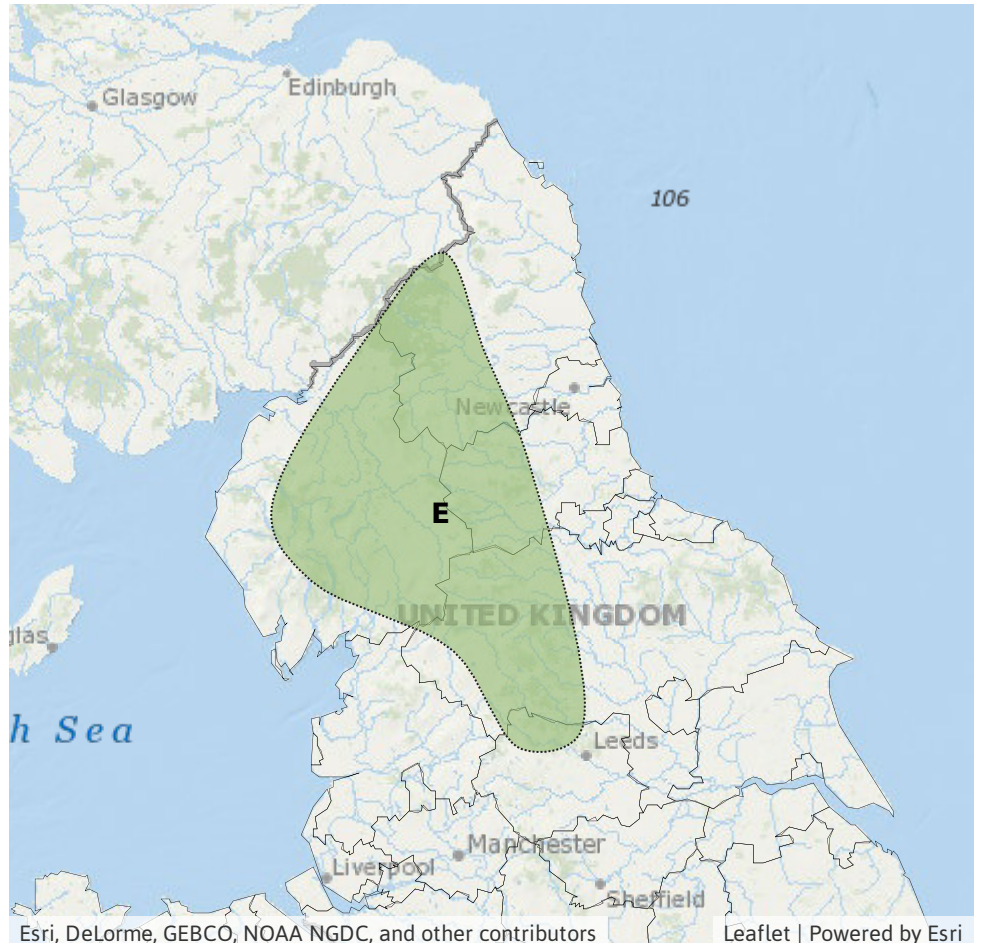 Glasgow
Edinburgh
106
Newcastle
E
UNITED KINGDOM
glas
h Sea
Leeds
Manchester
Liverpool
Sheffield
Esri, DeLorme, GEBCO, NOAA NGDC, and other contributors
Leaflet | Powered by Esri